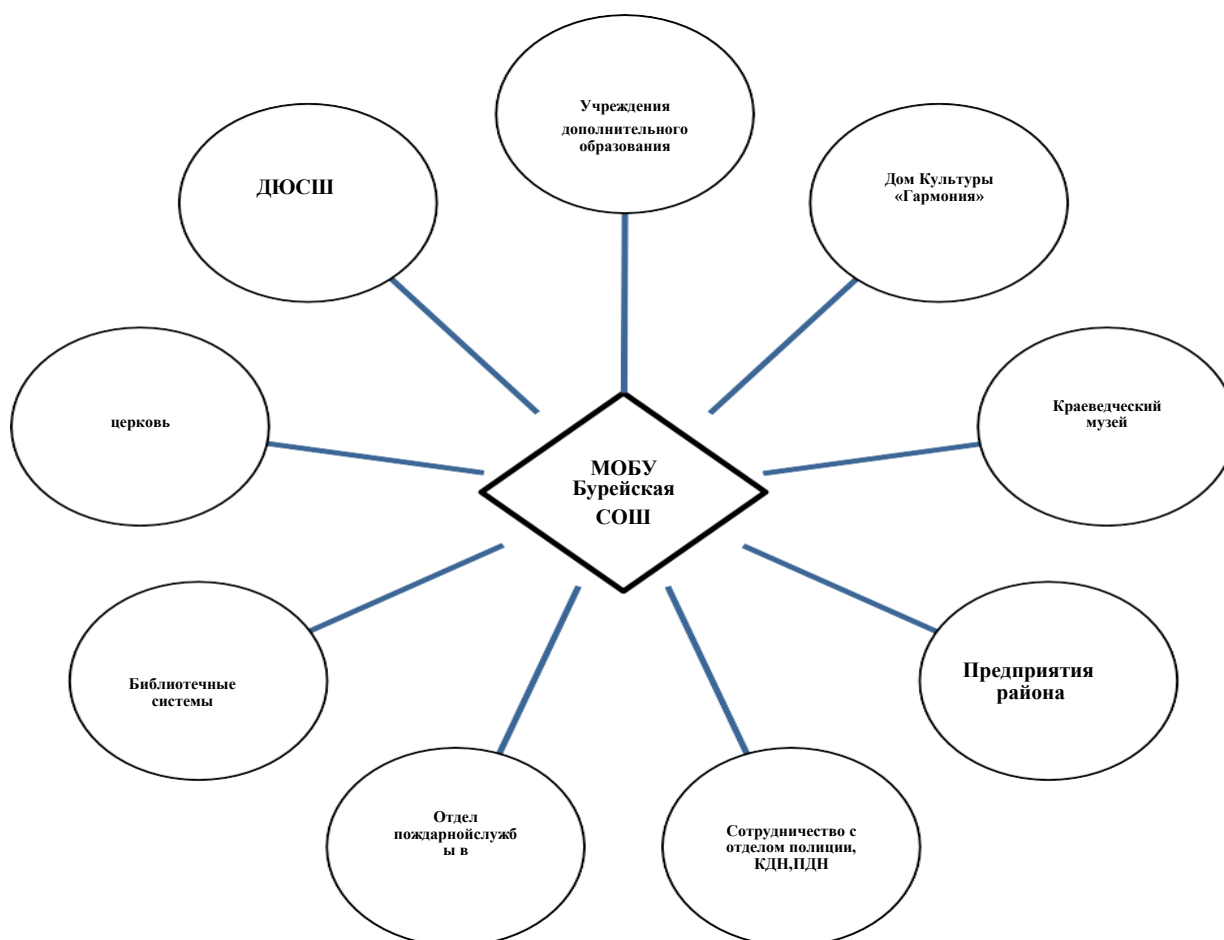 Учреждения
дополнительного
образования
ДЮСШ
Дом Культуры
«Гармония»
церковь
Краеведческий
музей
МОБУ
Бурейская
СОШ
Библиотечные
системы
Предприятия
района
Отдел
пождарнойслужб
ы в
Сотрудничество с
отделом полиции,
КДН,ПДН